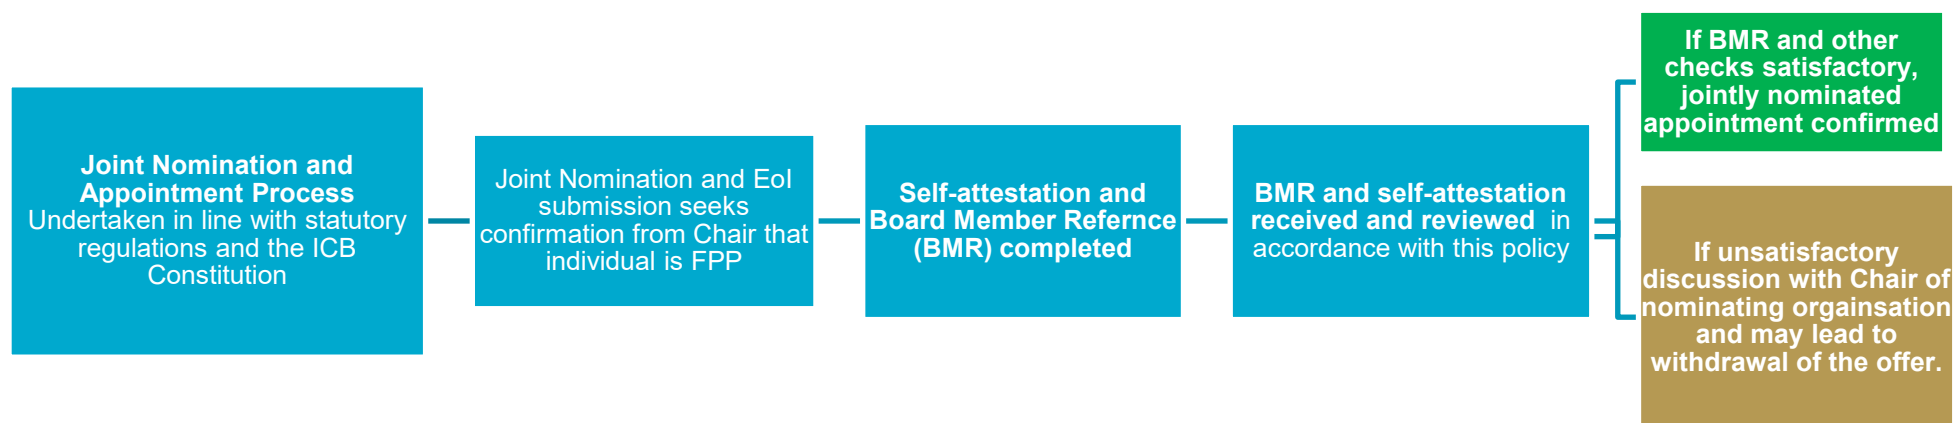 Joint Nomination and
Appointment Process
Undertaken in line with statutory
regulations and the ICB
Constitution
Joint Nomination and EoI
submission seeks
confirmation from Chair that
individual is FPP
Self-attestation and
Board Member Refernce
(BMR) completed
BMR and self-attestation
received and reviewed in
accordance with this policy
If BMR and other
checks satisfactory,
jointly nominated
appointment confirmed
If unsatisfactory
discussion with Chair of
nominating orgainsation
and may lead to
withdrawal of the offer.